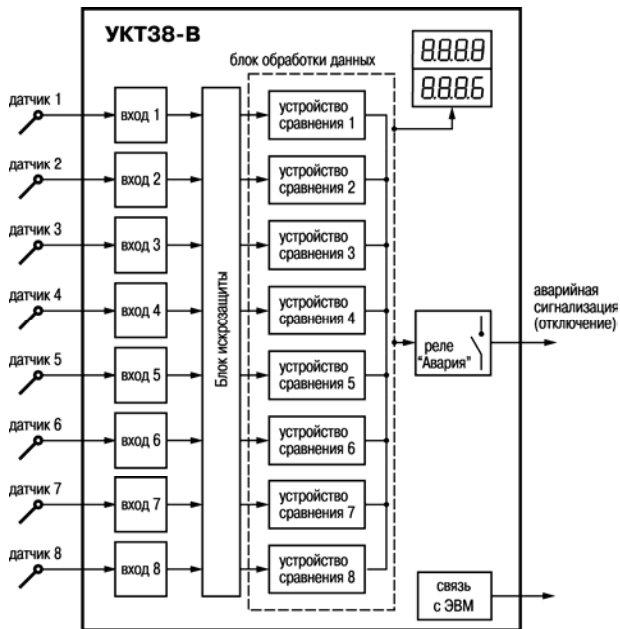 УКТ38-В
блок обработки данных
8.8.8.8
8.8.8.Б
датчик 1
вход 1
устройство
сравнения 1
датчик 2
вход 2
устройство
сравнения 2
датчик 3
вход 3
устройство
сравнения 3
датчик 4
вход 4
устройство
сравнения 4
датчик 5
вход 5
устройство
сравнения 5
датчик 6
вход 6
устройство
сравнения 6
датчик 7
вход 7
устройство
сравнения 7
датчик 8
вход 8
устройство
сравнения 8
Блок искрозащиты
реле
"Авария"
аварийная
сигнализация
(отключение)
связь
с ЭВМ